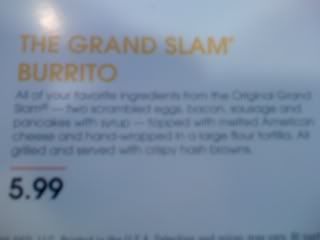 THE GRAND SLAM®
BURRITO
All of your favorite ingredients from the Original Grand
Slam® — two scrambled eggs, bacon, sausage and
pancakes with syrup — topped with melted American
cheese and hand-wrapped in a large flour tortilla. All
grilled and served with crispy hash browns.
5.99